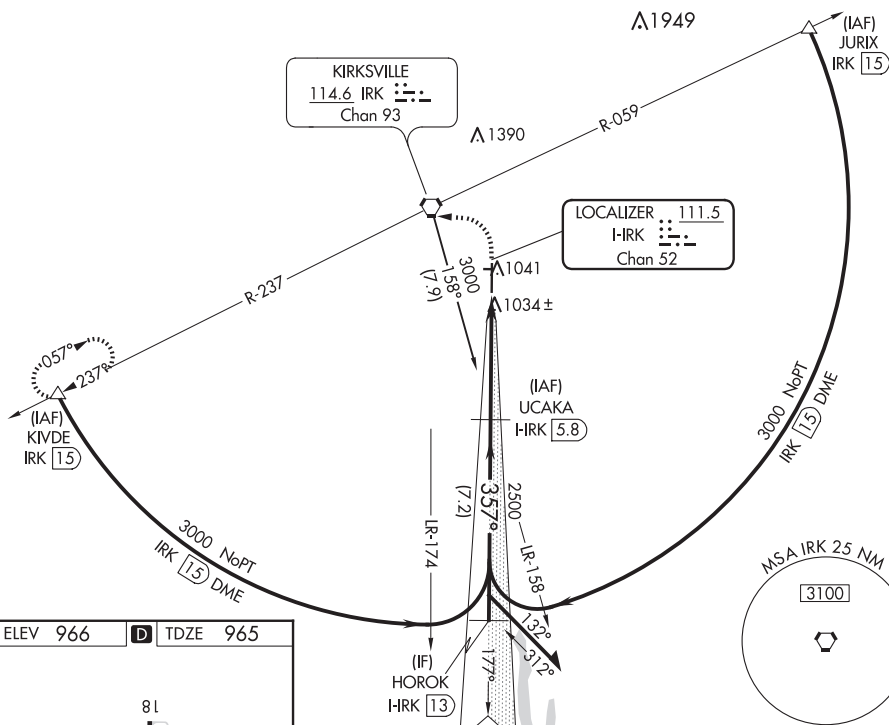 1949
(IAF)
JURIX
IRK 15
KIRKSVILLE
114.6 IRK
Chan 93
R-059
1390
LOCALIZER 111.5
I-IRK
Chan 52
3000
158°
(7.9)
1041
1034±
R-237
057°
237°
(IAF)
KIVDE
IRK 15
(IAF)
UCAKA
I-IRK 5.8
3000 NoPT
IRK 15 DME
3000 NoPT
IRK 15 DME
LR-174
(7.2)
357°
2500
LR-158
132°
312°
177°
(IF)
HOROK
I-IRK 13
MSA IRK 25 NM
3100
ELEV 966 D TDZE 965
18